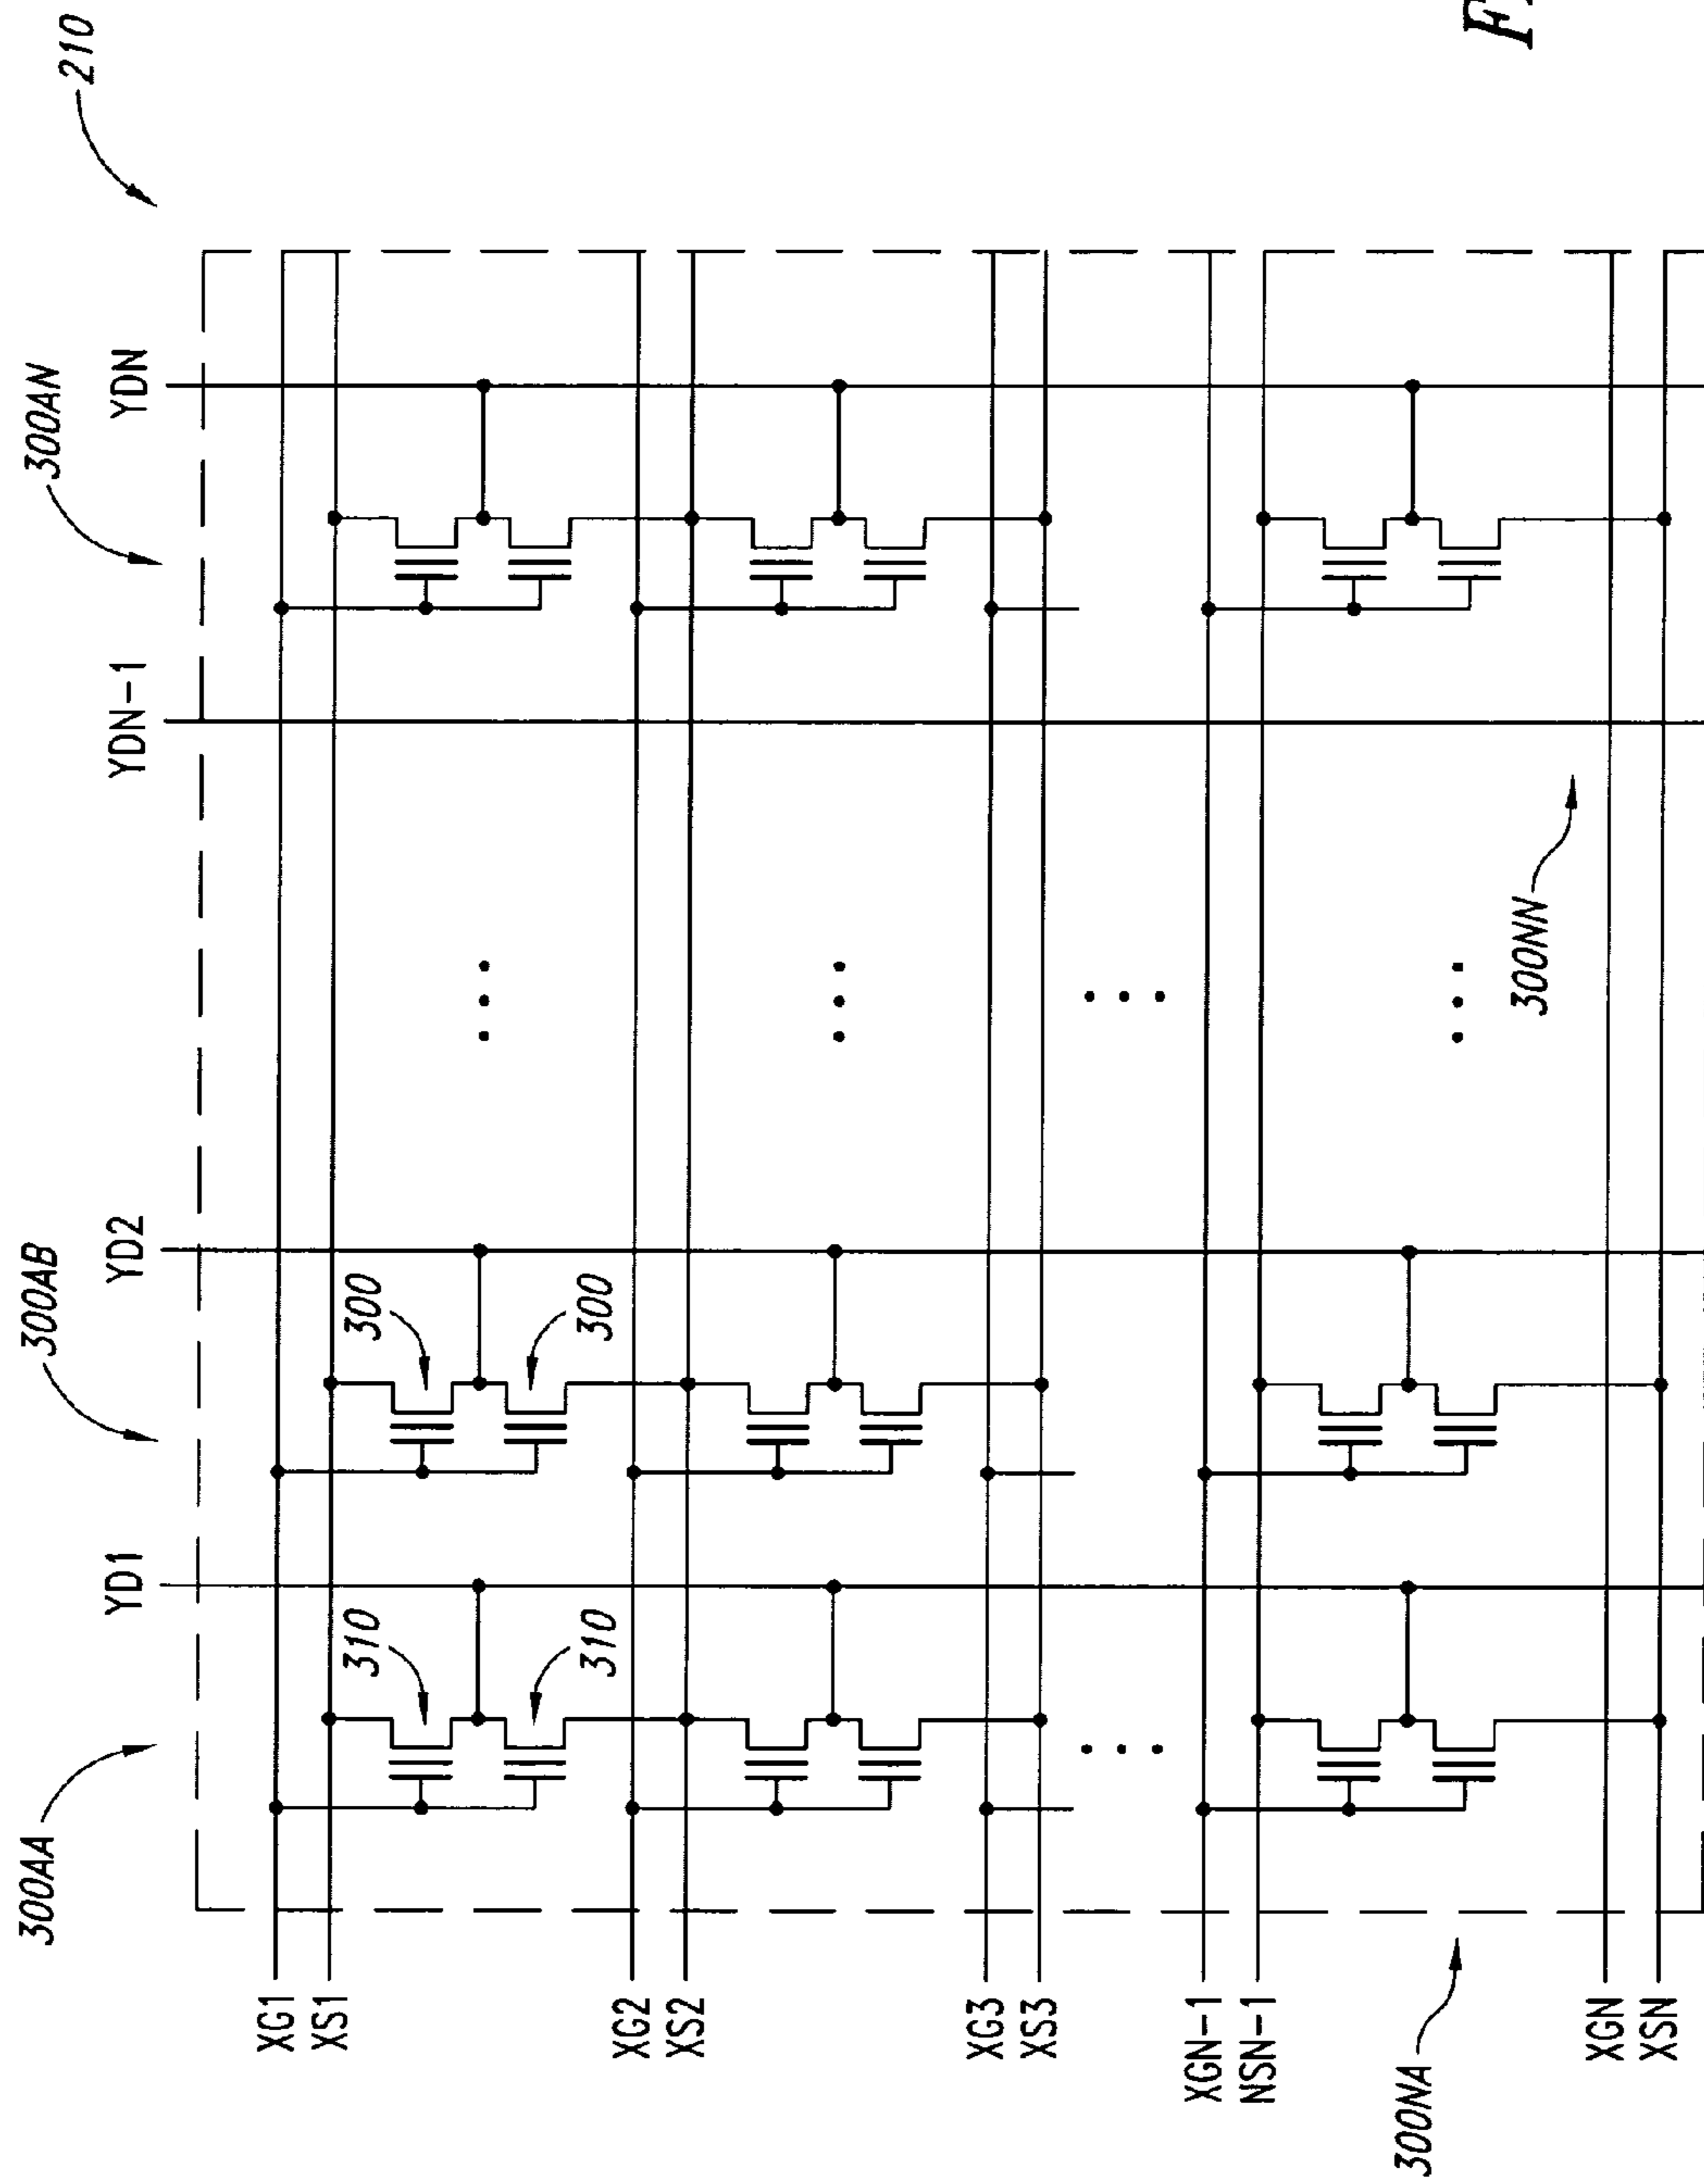 210
300AA
300AB
300AN
YD1
YD2
YDN-1
YDN
XG1
XS1
310
310
300
300
XG2
XS2
XG3
XS3
XGN-1
NSN-1
300NA
300NN
XGN
XSN